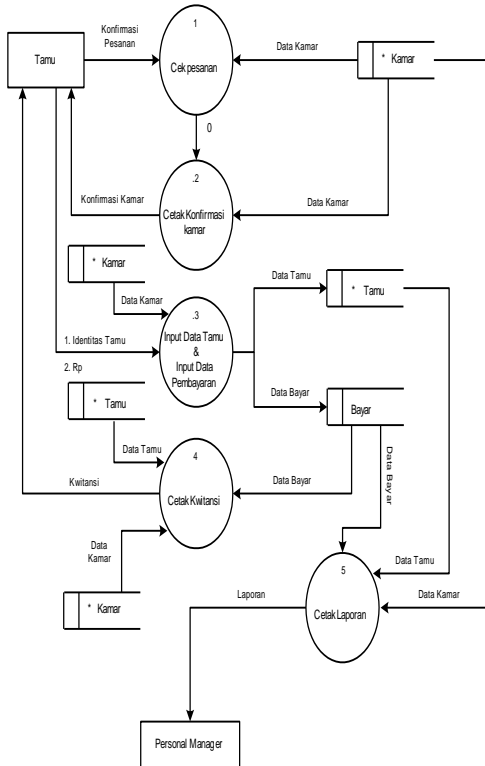 Konfirmasi
Pesanan
1
Cek pesanan
Tamu
Data Kamar
* Kamar
0
.2
Cetak Konfirmasi
kamar
Konfirmasi Kamar
Data Kamar
* Kamar
Data Kamar
Data Tamu
* Tamu
.3
Input Data Tamu
&
Input Data
Pembayaran
1. Identitas Tamu
2. Rp
* Tamu
Data Bayar
Bayar
Data Tamu
4
Cetak Kwitansi
Kwitansi
Data Bayar
Data Bayar
Data
Kamar
* Kamar
Data Tamu
5
Cetak Laporan
Laporan
Data Kamar
Personal Manager